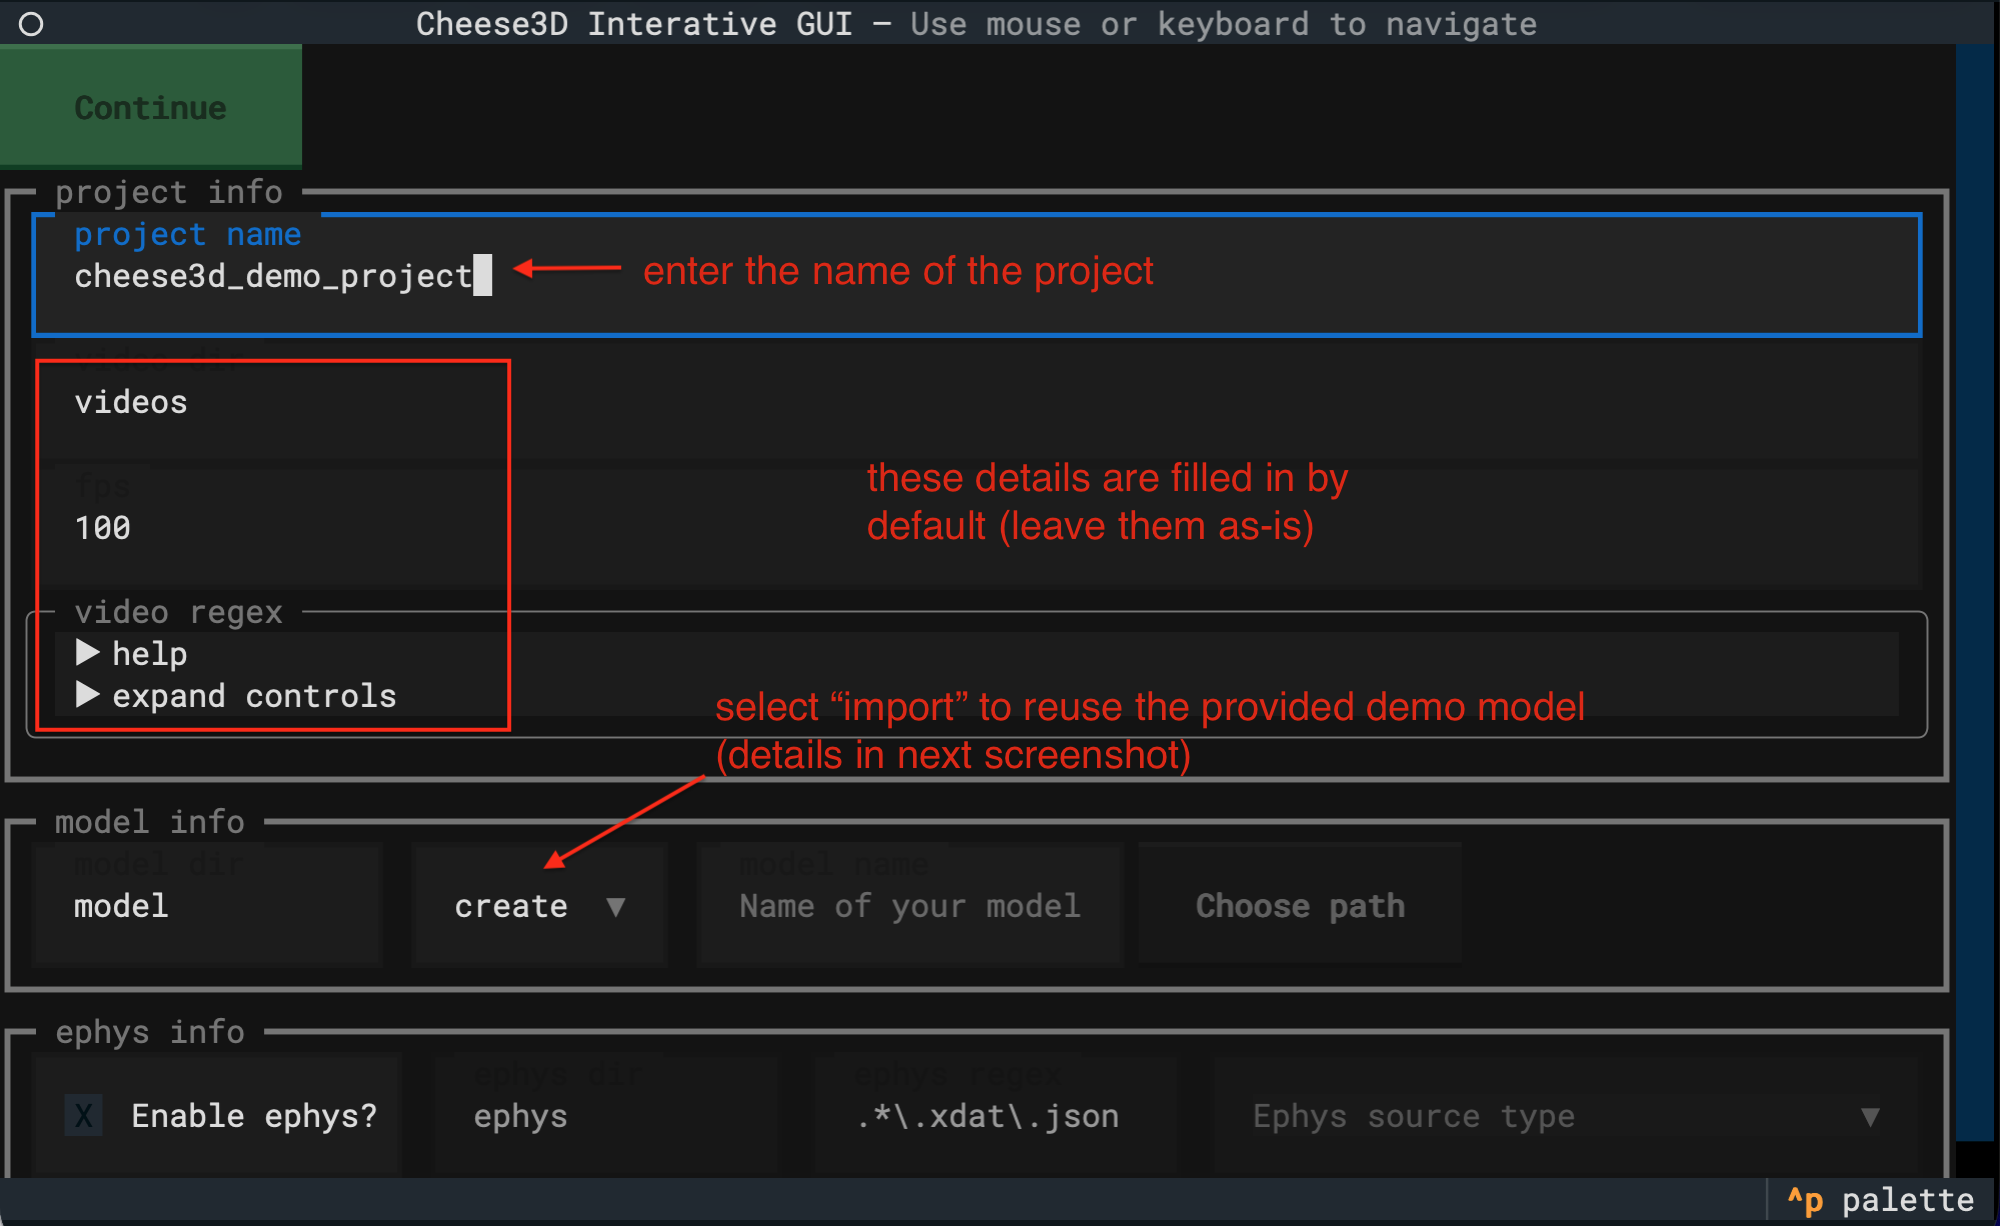 Cheese3D Interative GUI — Use mouse or keyboard to navigate
Continue
project info
project name
cheese3d_demo_project
enter the name of the project
video dir
videos
fps
100
these details are filled in by
default (leave them as-is)
video regex
▶ help
▶ expand controls
select “import” to reuse the provided demo model
(details in next screenshot)
model info
model dir
model
create ▼
model name
Name of your model
Choose path
ephys info
X Enable ephys?
ephys dir
ephys
ephys regex
.*\.xdat\.json
Ephys source type ▼
^p palette